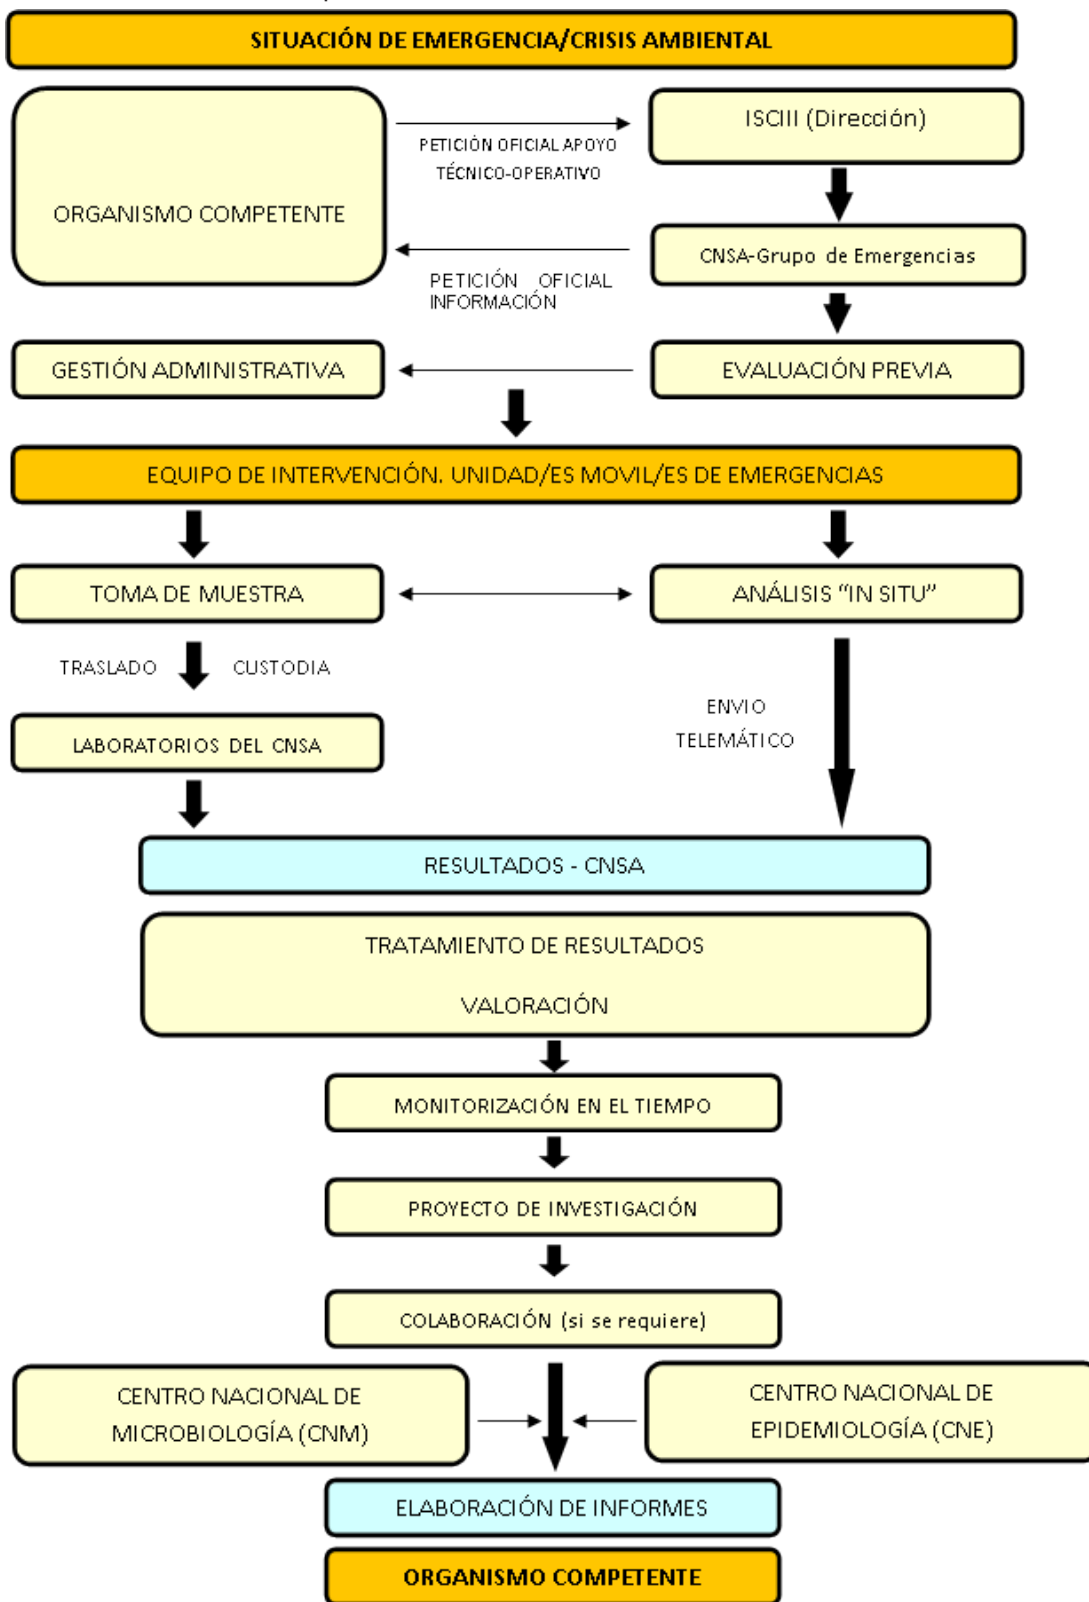 SITUACIÓN DE EMERGENCIA/CRISIS AMBIENTAL
ORGANISMO COMPETENTE
PETICIÓN OFICIAL APOYO
TÉCNICO-OPERATIVO
ISCIII (Dirección)
CNSA-Grupo de Emergencias
PETICIÓN OFICIAL
INFORMACIÓN
GESTIÓN ADMINISTRATIVA
EVALUACIÓN PREVIA
EQUIPO DE INTERVENCIÓN. UNIDAD/ES MOVIL/ES DE EMERGENCIAS
TOMA DE MUESTRA
ANÁLISIS “IN SITU”
TRASLADO
CUSTODIA
ENVIO
TELEMÁTICO
LABORATORIOS DEL CNSA
RESULTADOS - CNSA
TRATAMIENTO DE RESULTADOS
VALORACIÓN
MONITORIZACIÓN EN EL TIEMPO
PROYECTO DE INVESTIGACIÓN
COLABORACIÓN (si se requiere)
CENTRO NACIONAL DE
MICROBIOLOGÍA (CNM)
CENTRO NACIONAL DE
EPIDEMIOLOGÍA (CNE)
ELABORACIÓN DE INFORMES
ORGANISMO COMPETENTE